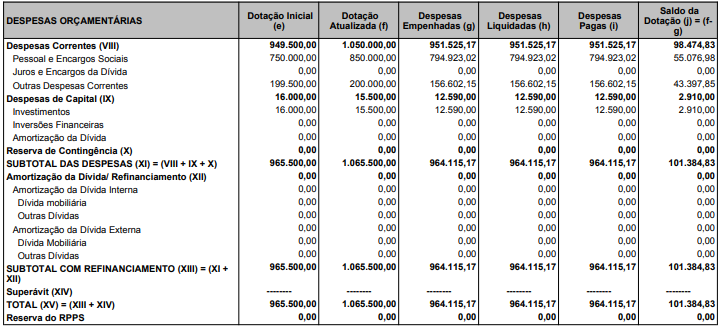 DESPESAS ORÇAMENTÁRIAS Dotação Inicial (e) Dotação Atualizada (f) Despesas Empenhadas (g) Despesas Liquidadas (h) Despesas Pagas (i) Saldo da Dotação (j) = (f-g)
Despesas Correntes (VIII) 949.500,00 1.050.000,00 951.525,17 951.525,17 951.525,17 98.474,83
Pessoal e Encargos Sociais 750.000,00 850.000,00 794.923,02 794.923,02 794.923,02 55.076,98
Juros e Encargos da Dívida 0,00 0,00 0,00 0,00 0,00 0,00
Outras Despesas Correntes 199.500,00 200.000,00 156.602,15 156.602,15 156.602,15 43.397,85
Despesas de Capital (IX) 16.000,00 15.500,00 12.590,00 12.590,00 12.590,00 2.910,00
Investimentos 16.000,00 15.500,00 12.590,00 12.590,00 12.590,00 2.910,00
Inversões Financeiras 0,00 0,00 0,00 0,00 0,00 0,00
Amortização da Dívida 0,00 0,00 0,00 0,00 0,00 0,00
Reserva de Contingência (X) 0,00 0,00 0,00 0,00 0,00 0,00
SUBTOTAL DAS DESPESAS (XI) = (VIII + IX + X) 965.500,00 1.065.500,00 964.115,17 964.115,17 964.115,17 101.384,83
Amortização da Dívida/ Refinanciamento (XII) 0,00 0,00 0,00 0,00 0,00 0,00
Amortização da Dívida Interna 0,00 0,00 0,00 0,00 0,00 0,00
Dívida mobiliária 0,00 0,00 0,00 0,00 0,00 0,00
Outras Dívidas 0,00 0,00 0,00 0,00 0,00 0,00
Amortização da Dívida Externa 0,00 0,00 0,00 0,00 0,00 0,00
Dívida Mobiliária 0,00 0,00 0,00 0,00 0,00 0,00
Outras Dívidas 0,00 0,00 0,00 0,00 0,00 0,00
SUBTOTAL COM REFINANCIAMENTO (XIII) = (XI + 965.500,00 1.065.500,00 964.115,17 964.115,17 964.115,17 101.384,83
XII)
Superávit (XIV) -------- -------- -------- -------- -------- --------
TOTAL (XV) = (XIII + XIV) 965.500,00 1.065.500,00 964.115,17 964.115,17 964.115,17 101.384,83
Reserva do RPPS 0,00 0,00 0,00 0,00 0,00 0,00